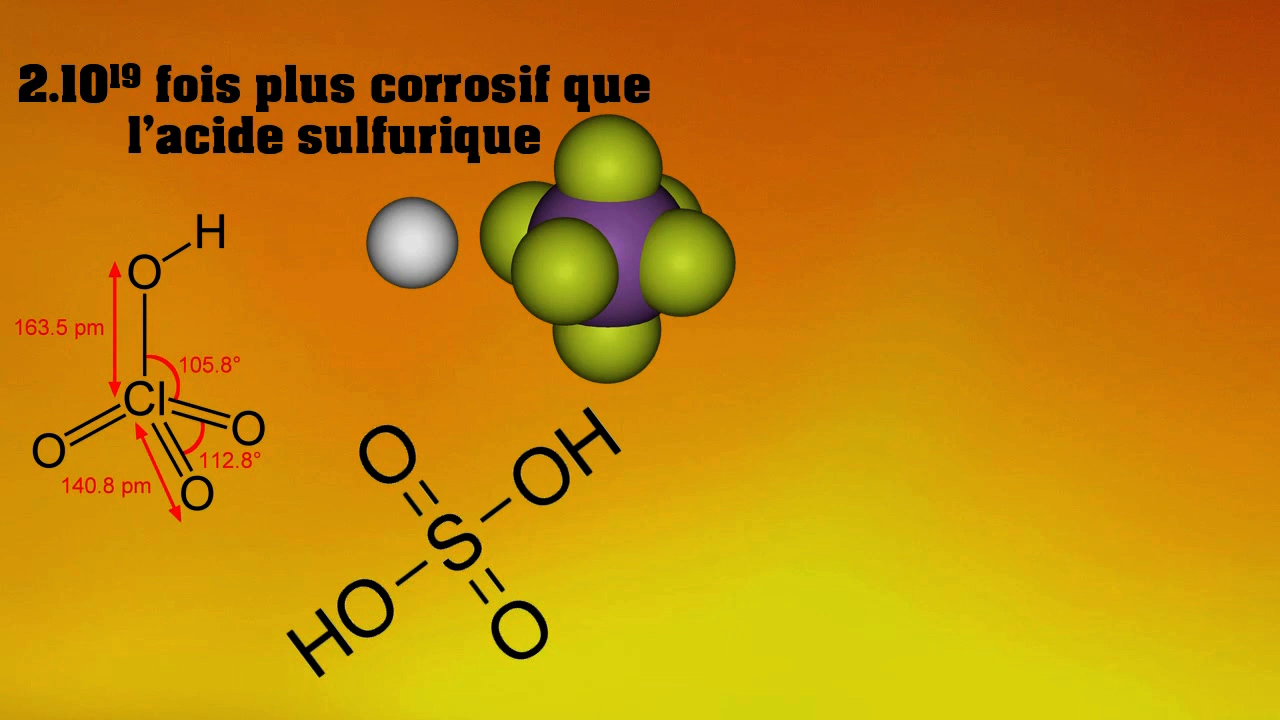 2.10¹⁹ fois plus corrosif que
l'acide sulfurique
H
O
163.5 pm
105.8°
Cl
O
O
112.8°
140.8 pm
O
O
OH
S
HO
O